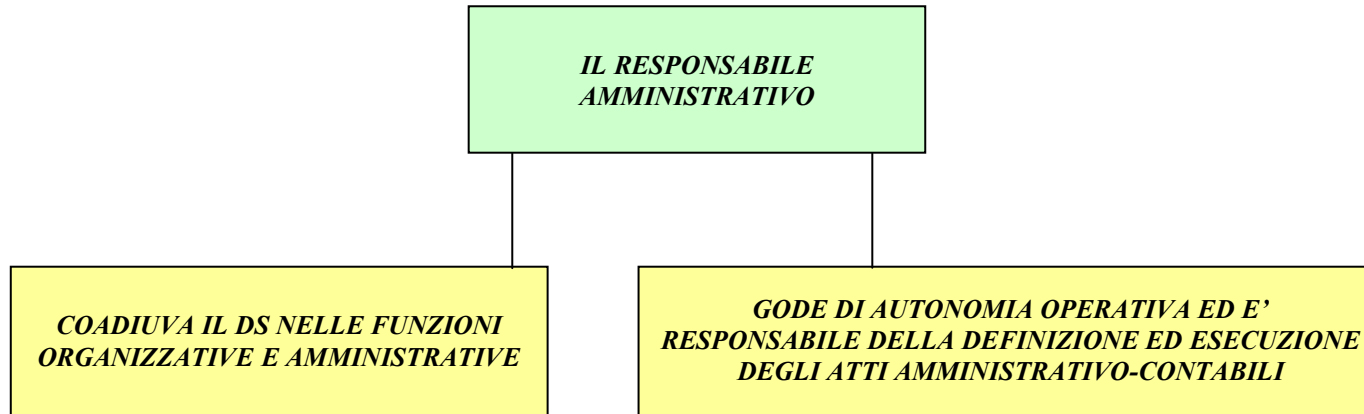 IL RESPONSABILE
AMMINISTRATIVO
COADIUVA IL DS NELLE FUNZIONI
ORGANIZZATIVE E AMMINISTRATIVE
GODE DI AUTONOMIA OPERATIVA ED E’
RESPONSABILE DELLA DEFINIZIONE ED ESECUZIONE
DEGLI ATTI AMMINISTRATIVO-CONTABILI